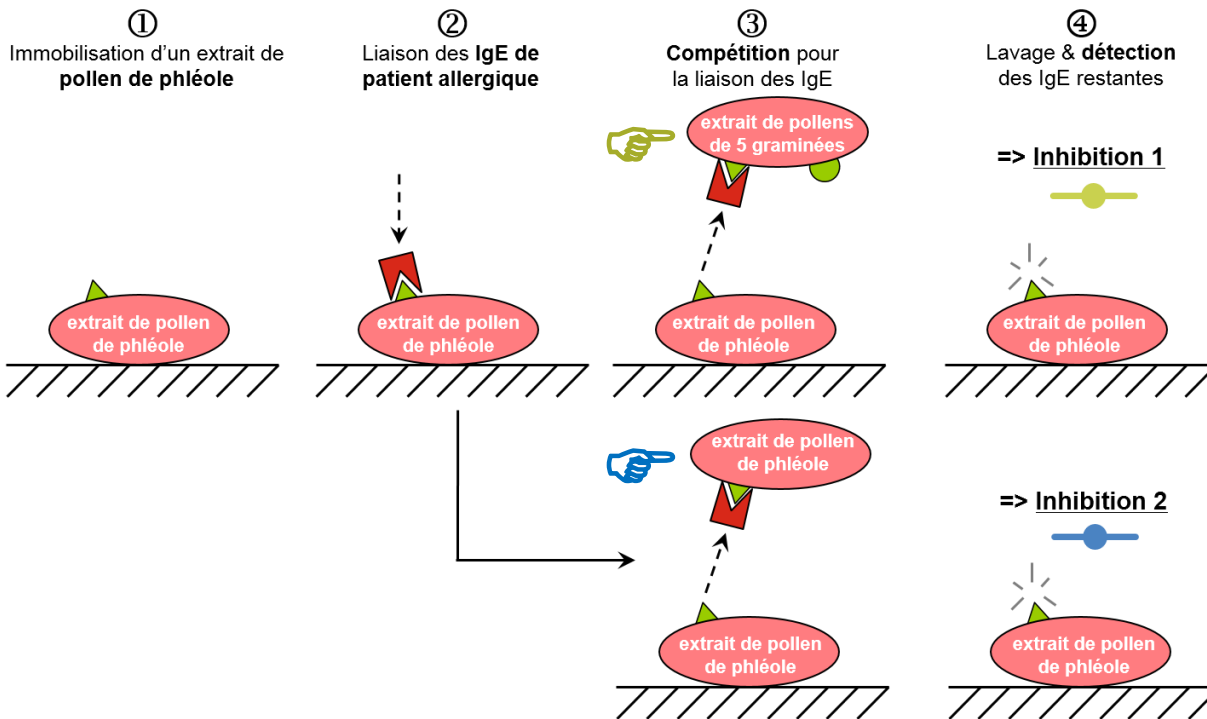 ①
Immobilisation d’un extrait de
pollen de phléole
②
Liaison des IgE de
patient allergique
③
Compétition pour
la liaison des IgE
④
Lavage & détection
des IgE restantes
extrait de pollen
de phléole
extrait de pollen
de phléole
extrait de pollens
de 5 graminées
extrait de pollen
de phléole
=> Inhibition 1
extrait de pollen
de phléole
extrait de pollen
de phléole
extrait de pollen
de phléole
=> Inhibition 2
extrait de pollen
de phléole